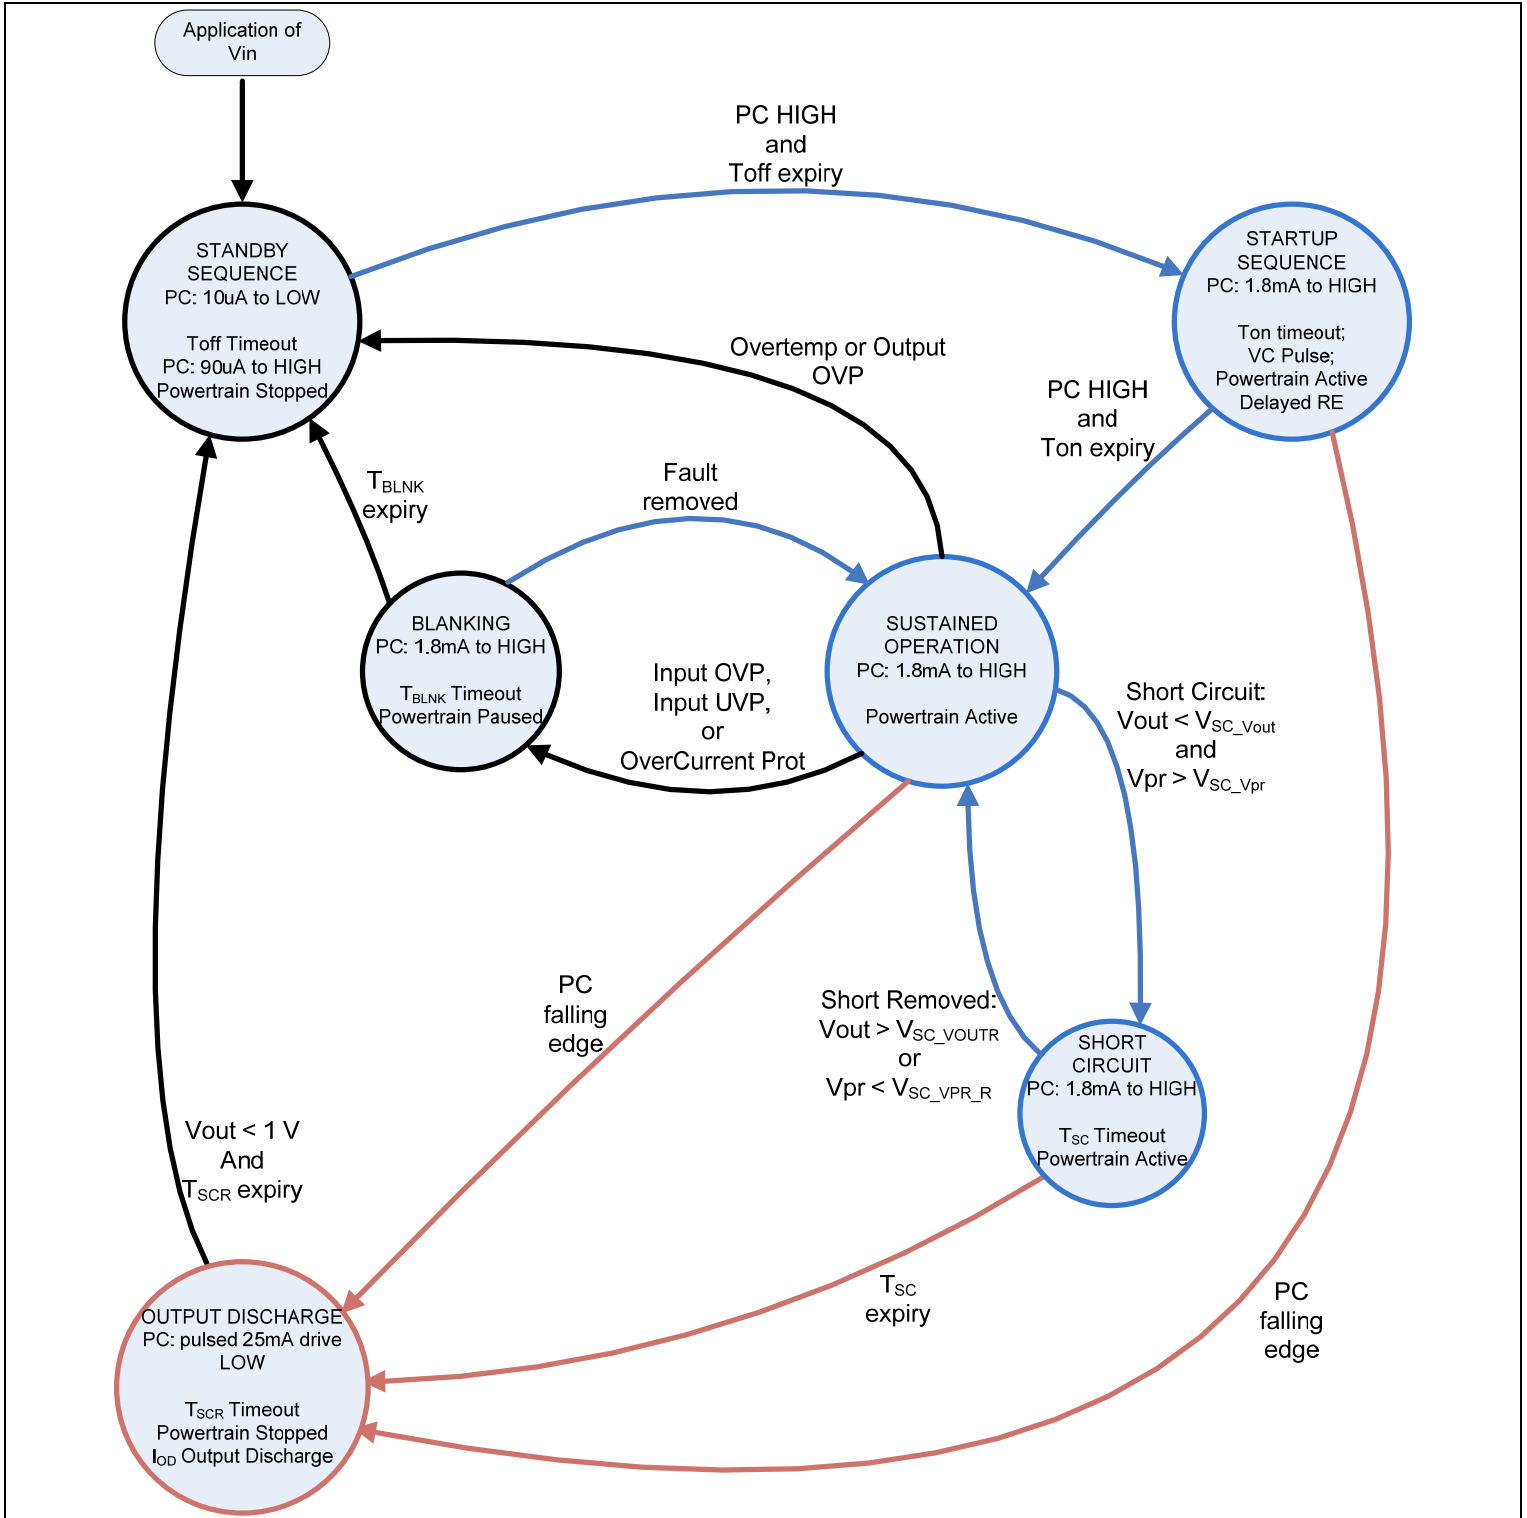 Application of
Vin
PC HIGH
and
Toff expiry
STANDBY
SEQUENCE
PC: 10uA to LOW
Toff Timeout
PC: 90uA to HIGH
Powertrain Stopped
STARTUP
SEQUENCE
PC: 1.8mA to HIGH
Ton timeout;
VC Pulse;
Powertrain Active
Delayed RE
Overtemp or Output
OVP
PC HIGH
and
Ton expiry
TBLNK
expiry
Fault
removed
BLANKING
PC: 1.8mA to HIGH
TBLNK Timeout
Powertrain Paused
Input OVP,
Input UVP,
or
OverCurrent Prot
SUSTAINED
OPERATION
PC: 1.8mA to HIGH
Powertrain Active
Short Circuit:
Vout < VSC_Vout
and
Vpr > VSC_Vpr
PC
falling
edge
Short Removed:
Vout > VSC_VOUTR
or
Vpr < VSC_VPR_R
SHORT
CIRCUIT
PC: 1.8mA to HIGH
TSC Timeout
Powertrain Active
Vout < 1 V
And
TSCR expiry
TSC
expiry
PC
falling
edge
OUTPUT DISCHARGE
PC: pulsed 25mA drive
LOW
TSCR Timeout
Powertrain Stopped
IOD Output Discharge